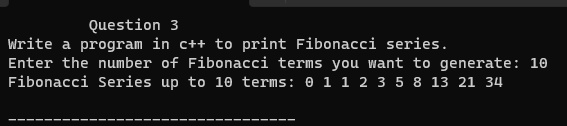 Question 3
Write a program in c++ to print Fibonacci series.
Enter the number of Fibonacci terms you want to generate: 10
Fibonacci Series up to 10 terms: 0 1 1 2 3 5 8 13 21 34
________________________________